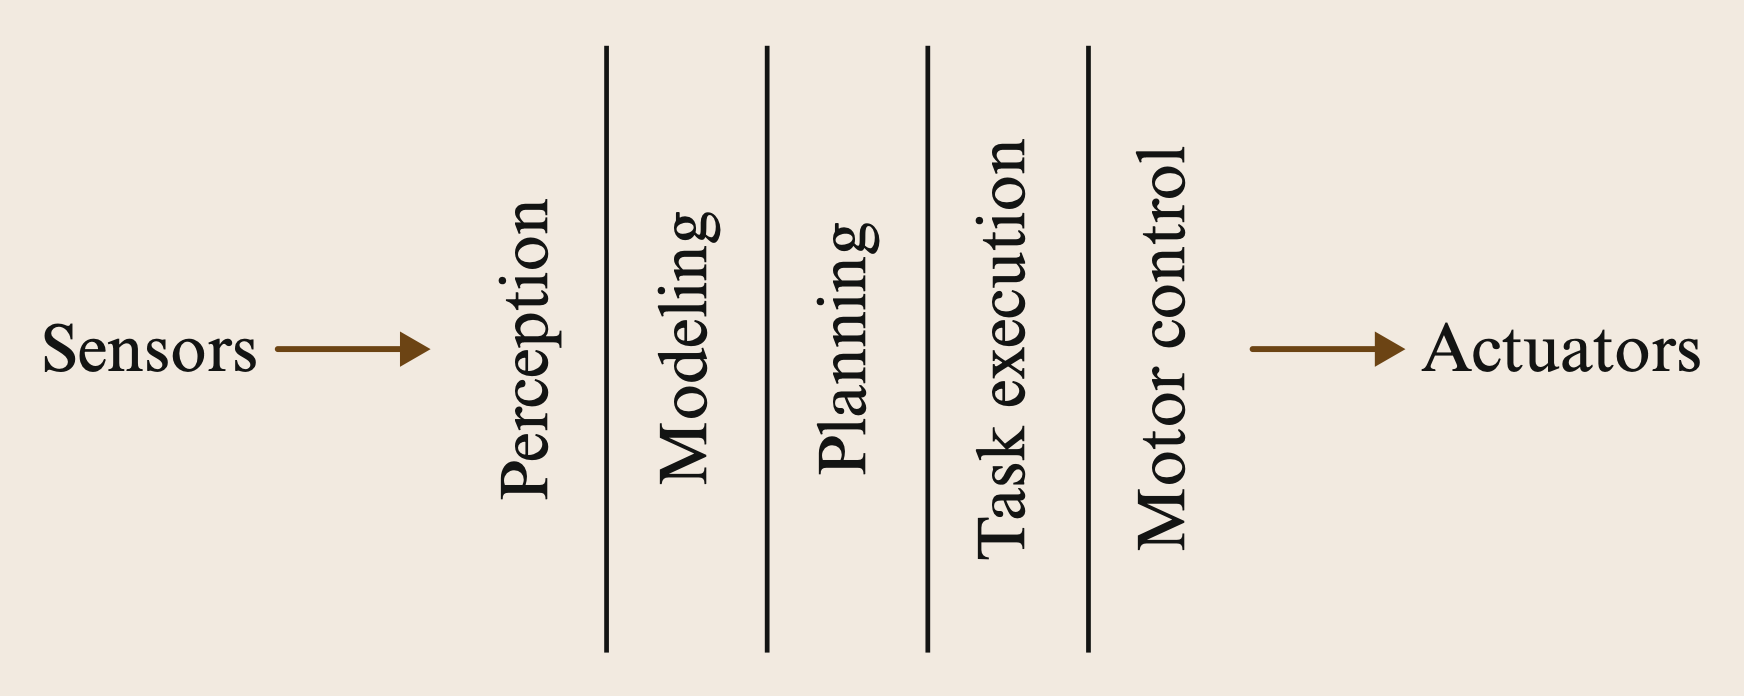 Sensors
Perception
Modeling
Planning
Task execution
Motor control
Actuators